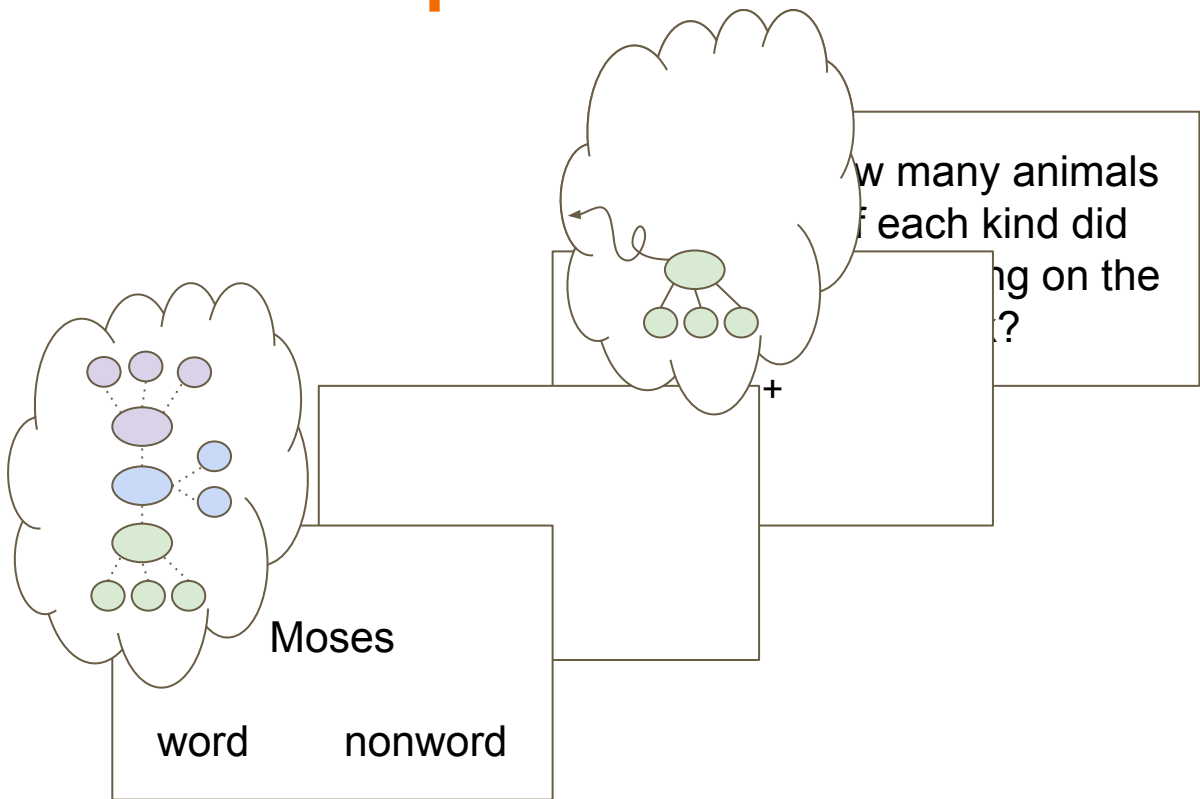 w many animals
each kind did
ng on the
?
+
Moses
word nonword